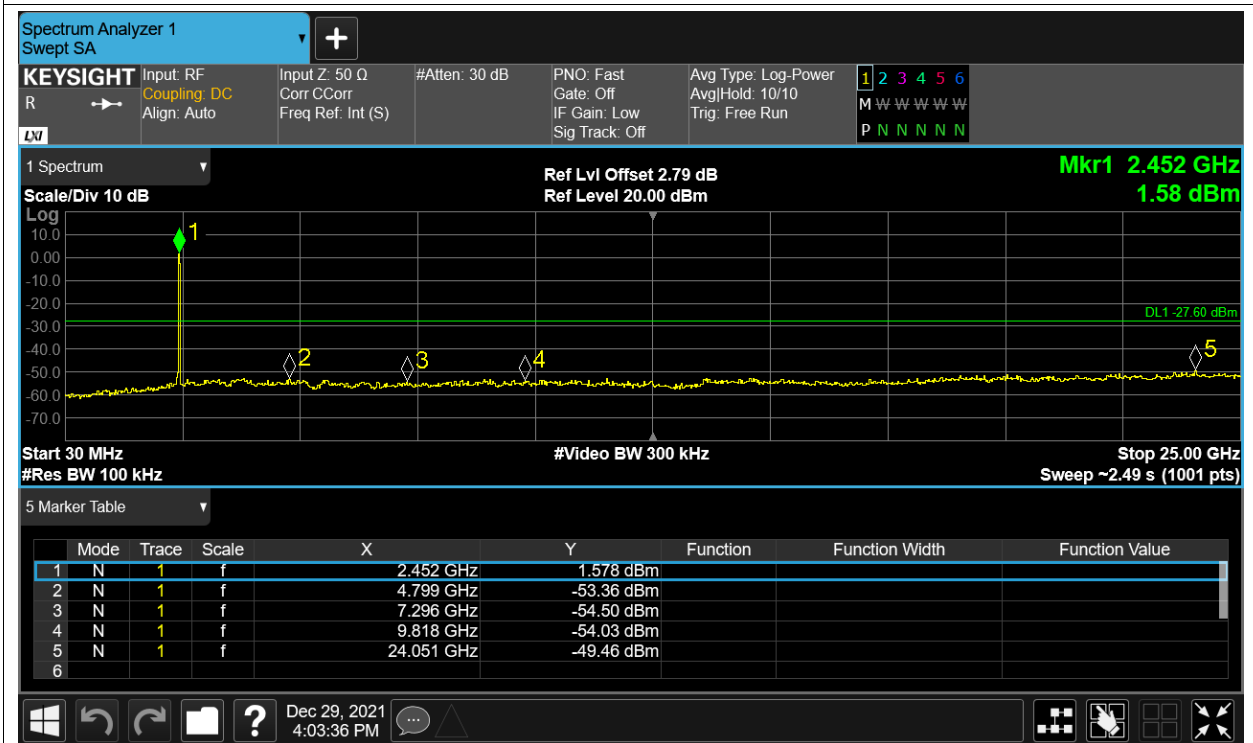 Spectrum Analyzer 1
Swept SA
KEYSIGHT
R
LXI
Input: RF
Coupling: DC
Align: Auto
Input Z: 50 Ω
Corr CCorr
Freq Ref: Int (S)
#Atten: 30 dB
PNO: Fast
Gate: Off
IF Gain: Low
Sig Track: Off
Avg Type: Log-Power
Avg|Hold: 10/10
Trig: Free Run
1 2 3 4 5 6
M W W W W W
P N N N N N
1 Spectrum
Scale/Div 10 dB
Ref Lvl Offset 2.79 dB
Ref Level 20.00 dBm
Mkr1 2.452 GHz
1.58 dBm
Log
10.0
0.00
-10.0
-20.0
-30.0
-40.0
-50.0
-60.0
-70.0
1
2
3
4
5
DL1 -27.60 dBm
Start 30 MHz
#Video BW 300 kHz
Stop 25.00 GHz
#Res BW 100 kHz
Sweep ~2.49 s (1001 pts)
5 Marker Table
Mode Trace Scale X Y Function Function Width Function Value
1 N 1 f 2.452 GHz 1.578 dBm
2 N 1 f 4.799 GHz -53.36 dBm
3 N 1 f 7.296 GHz -54.50 dBm
4 N 1 f 9.818 GHz -54.03 dBm
5 N 1 f 24.051 GHz -49.46 dBm
6
?
Dec 29, 2021
4:03:36 PM